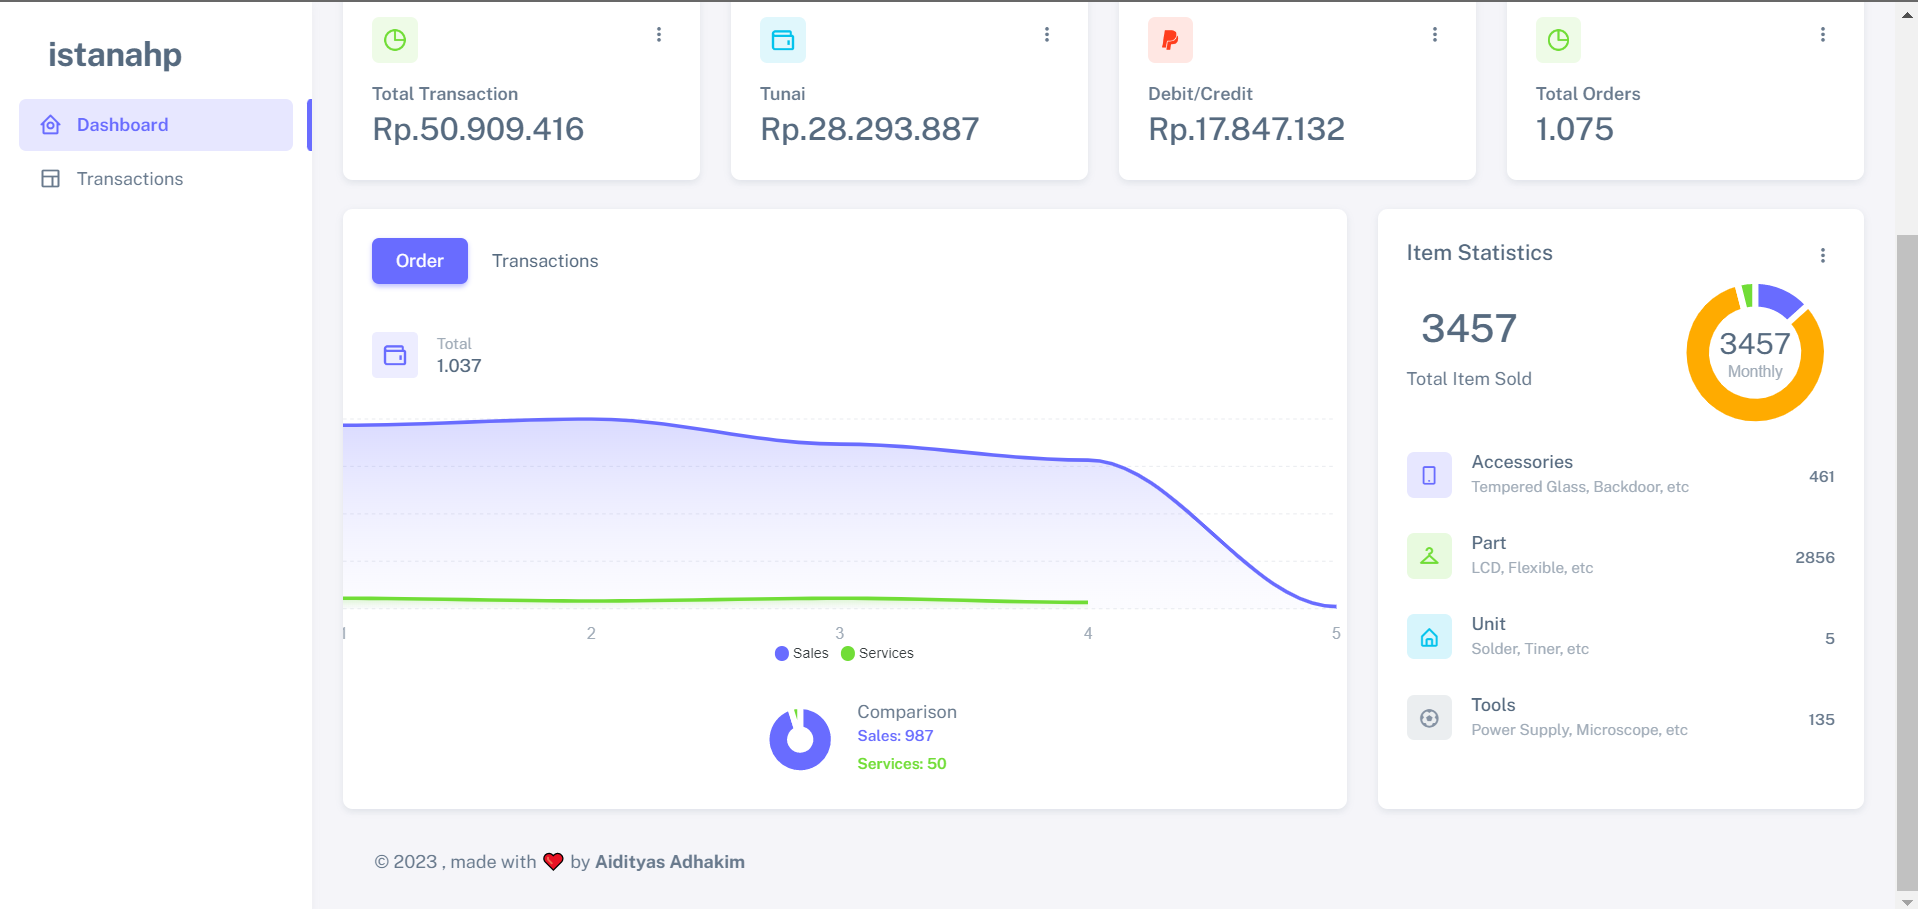 istanahp
Dashboard
Transactions
Total Transaction
Rp.50.909.416
Tunai
Rp.28.293.887
Debit/Credit
Rp.17.847.132
Total Orders
1.075
Order
Transactions
Total
1.037
1
2
3
4
5
Sales
Services
Comparison
Sales: 987
Services: 50
Item Statistics
3457
Total Item Sold
3457
Monthly
Accessories
Tempered Glass, Backdoor, etc
461
Part
LCD, Flexible, etc
2856
Unit
Solder, Tiner, etc
5
Tools
Power Supply, Microscope, etc
135
© 2023 , made with ❤️ by Aidityas Adhakim